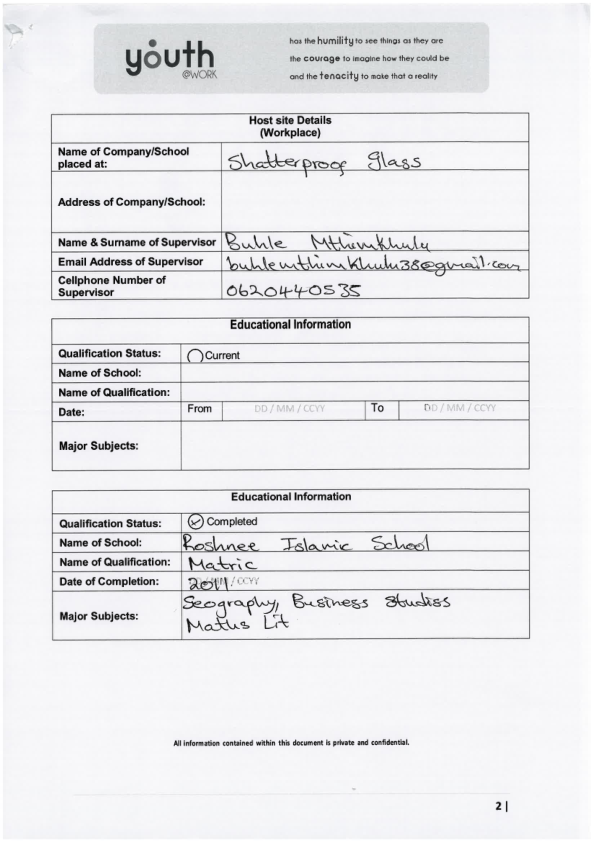 youth
@WORK
has the humility to see things as they are
the courage to imagine how they could be
and the tenacity to make that a reality
Host site Details
(Workplace)
Name of Company/School
placed at:
Shatterproof Glass
Address of Company/School:
Name & Surname of Supervisor
Buhle Mthimkhulu
Email Address of Supervisor
buhlemthimkhulu38@gmail.com
Cellphone Number of
Supervisor
0620440535
Educational Information
Qualification Status:
Current
Name of School:
Name of Qualification:
Date:
From
DD / MM / CCYY
To
DD / MM / CCYY
Major Subjects:
Educational Information
Qualification Status:
Completed
Name of School:
Roshnee Islamic School
Name of Qualification:
Matric
Date of Completion:
2011
/ CCYY
Major Subjects:
Geography, Business Studiss
Maths Lit
All information contained within this document is private and confidential.
2 |